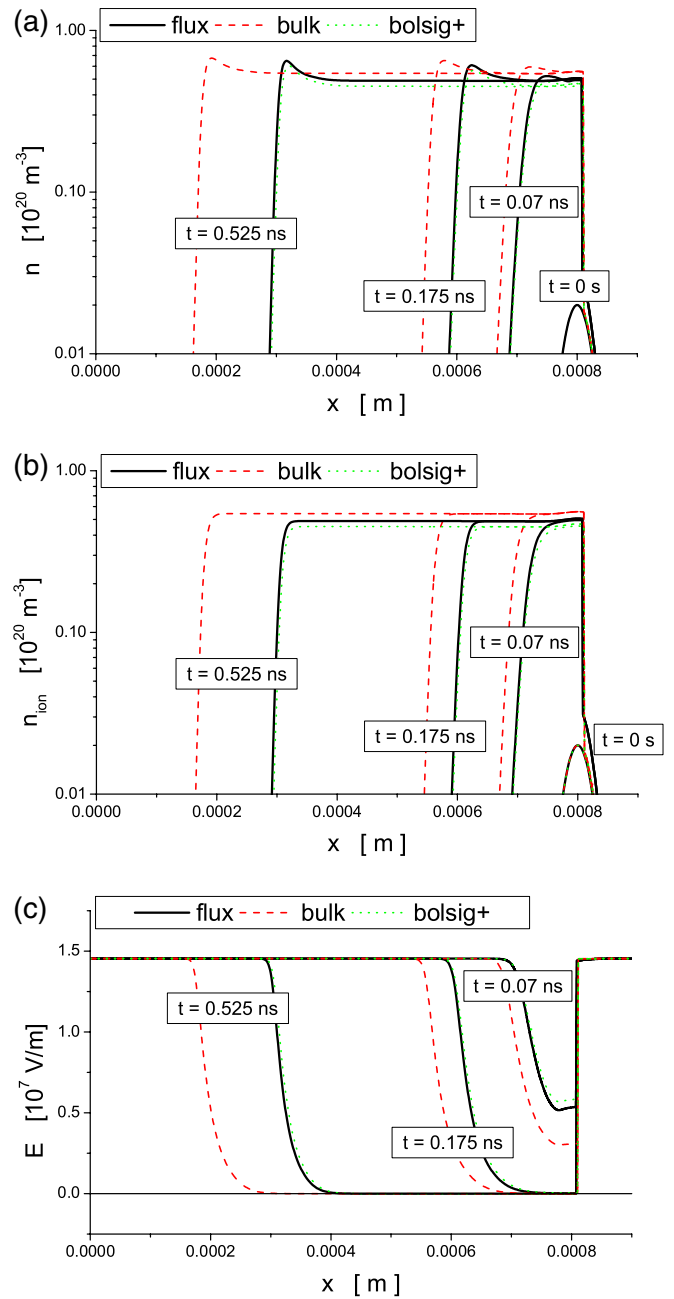 (a)
flux bulk bolsig+
1.00
0.10
0.01
n [10^20 m^-3]
t = 0.525 ns
t = 0.175 ns
t = 0.07 ns
t = 0 s
0.0000 0.0002 0.0004 0.0006 0.0008
x [ m ]
(b)
flux bulk bolsig+
1.00
0.10
0.01
n_ion [10^20 m^-3]
t = 0.525 ns
t = 0.175 ns
t = 0.07 ns
t = 0 s
0.0000 0.0002 0.0004 0.0006 0.0008
x [ m ]
(c)
flux bulk bolsig+
1.5
1.0
0.5
0.0
E [10^7 V/m]
t = 0.525 ns
t = 0.175 ns
t = 0.07 ns
0.0000 0.0002 0.0004 0.0006 0.0008
x [ m ]